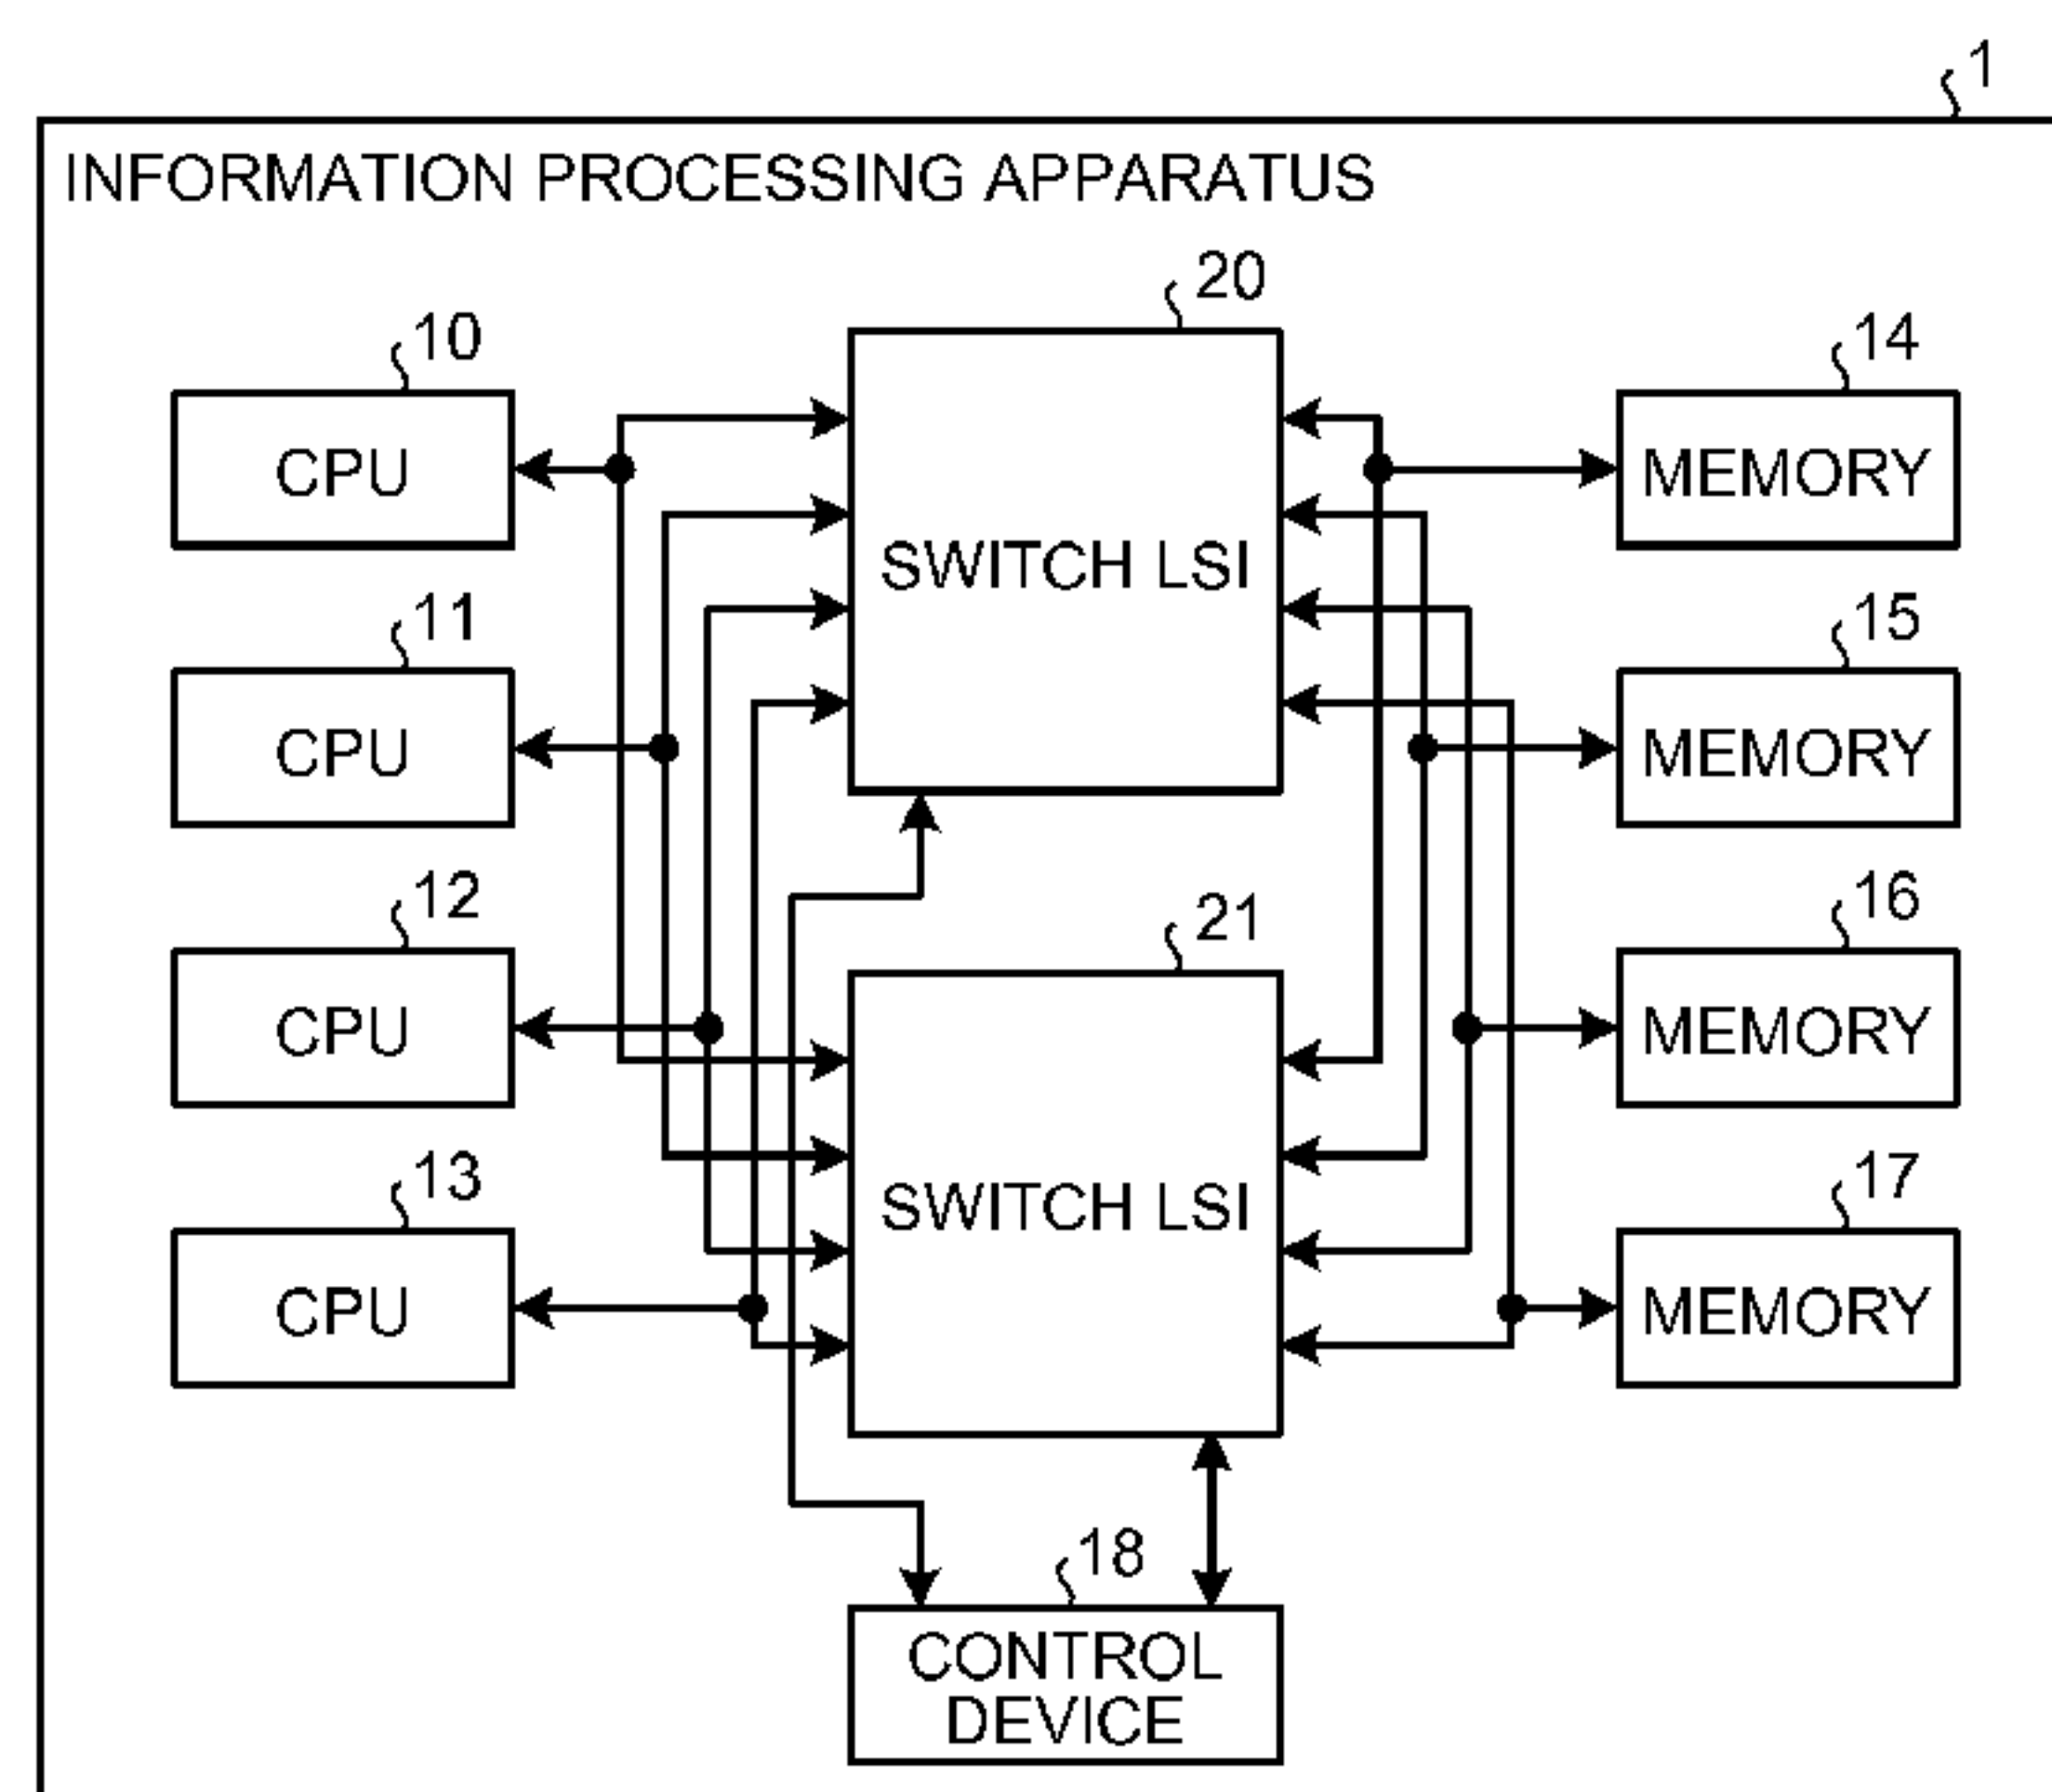 1
INFORMATION PROCESSING APPARATUS
20
10
14
CPU
MEMORY
SWITCH LSI
11
15
CPU
MEMORY
12
21
16
CPU
MEMORY
13
17
SWITCH LSI
CPU
MEMORY
18
CONTROL
DEVICE